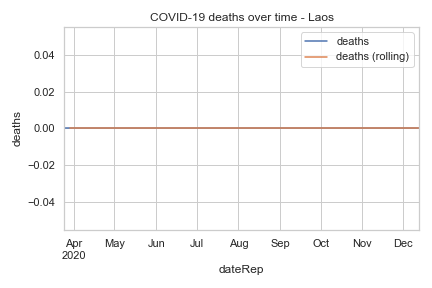 COVID-19 deaths over time - Laos
deaths
deaths (rolling)
0.04
0.02
0.00
−0.02
−0.04
deaths
Apr May Jun Jul Aug Sep Oct Nov Dec
2020
dateRep